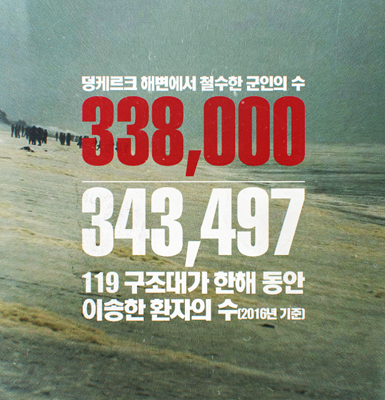 덩케르크 해변에서 철수한 군인의 수
338,000
343,497
119 구조대가 한해 동안
이송한 환자의 수(2016년 기준)